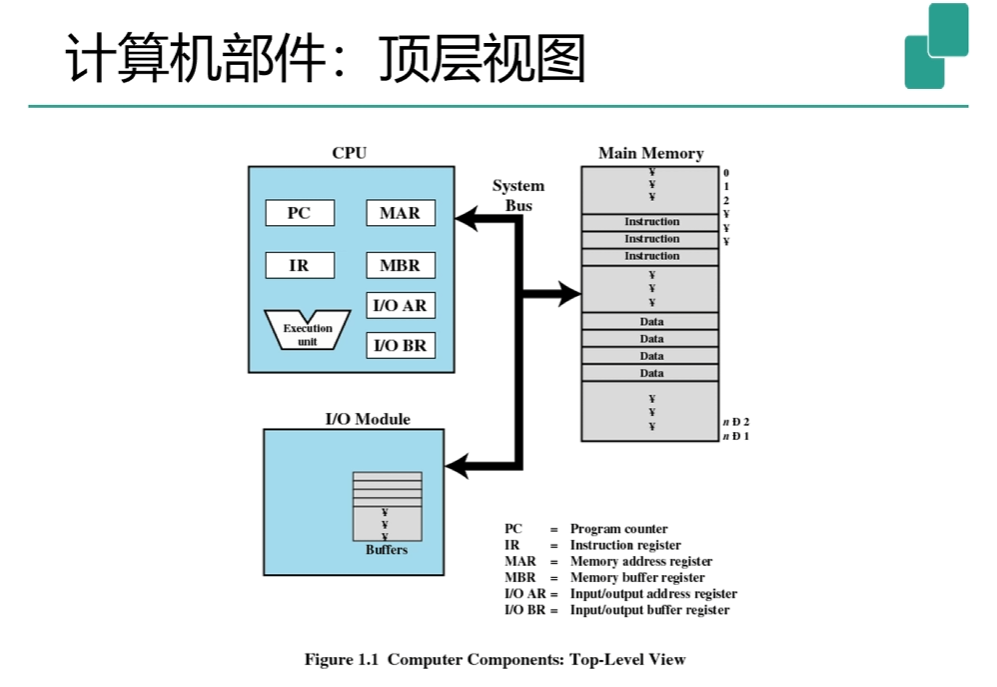 计算机部件：顶层视图
CPU
PC
MAR
IR
MBR
I/O AR
Execution
unit
I/O BR
System
Bus
Main Memory
¥
¥
¥
Instruction
Instruction
Instruction
¥
¥
¥
Data
Data
Data
Data
¥
¥
¥
0
1
2
¥
¥
¥
n Ð 2
n Ð 1
I/O Module
¥
¥
¥
Buffers
PC = Program counter
IR = Instruction register
MAR = Memory address register
MBR = Memory buffer register
I/O AR = Input/output address register
I/O BR = Input/output buffer register
Figure 1.1 Computer Components: Top-Level View